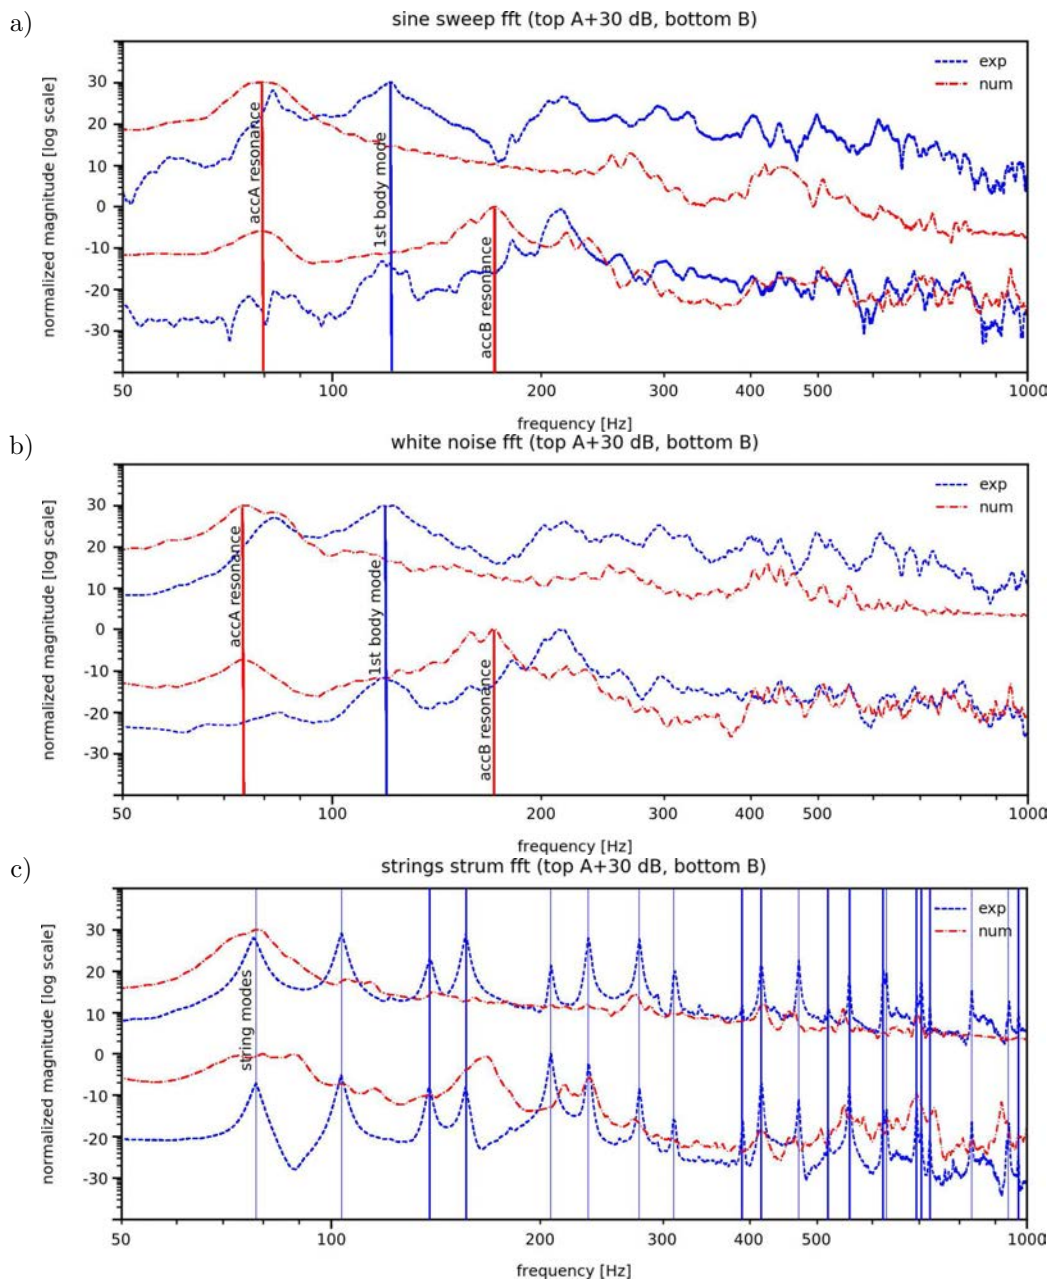 a)
sine sweep fft (top A+30 dB, bottom B)
normalized magnitude [log scale]
30
20
10
0
-10
-20
-30
exp
num
accA resonance
1st body mode
accB resonance
50 100 200 300 400 500 1000
frequency [Hz]
b)
white noise fft (top A+30 dB, bottom B)
normalized magnitude [log scale]
30
20
10
0
-10
-20
-30
exp
num
accA resonance
1st body mode
accB resonance
50 100 200 300 400 500 1000
frequency [Hz]
c)
strings strum fft (top A+30 dB, bottom B)
normalized magnitude [log scale]
30
20
10
0
-10
-20
-30
exp
num
string modes
50 100 200 300 400 500 1000
frequency [Hz]